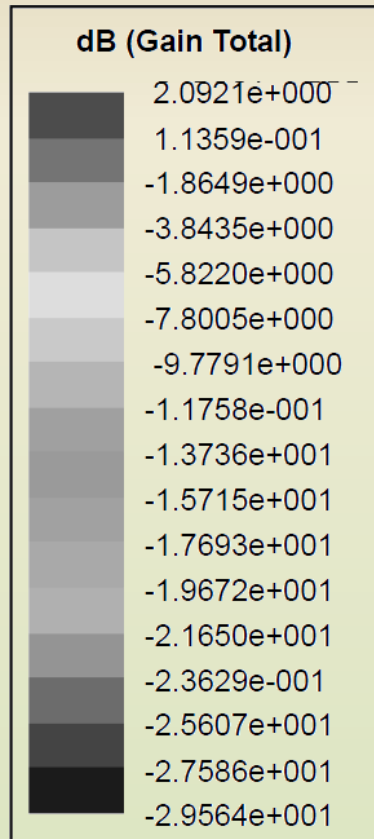 dB (Gain Total)
2.0921e+000
1.1359e-001
-1.8649e+000
-3.8435e+000
-5.8220e+000
-7.8005e+000
-9.7791e+000
-1.1758e-001
-1.3736e+001
-1.5715e+001
-1.7693e+001
-1.9672e+001
-2.1650e+001
-2.3629e-001
-2.5607e+001
-2.7586e+001
-2.9564e+001